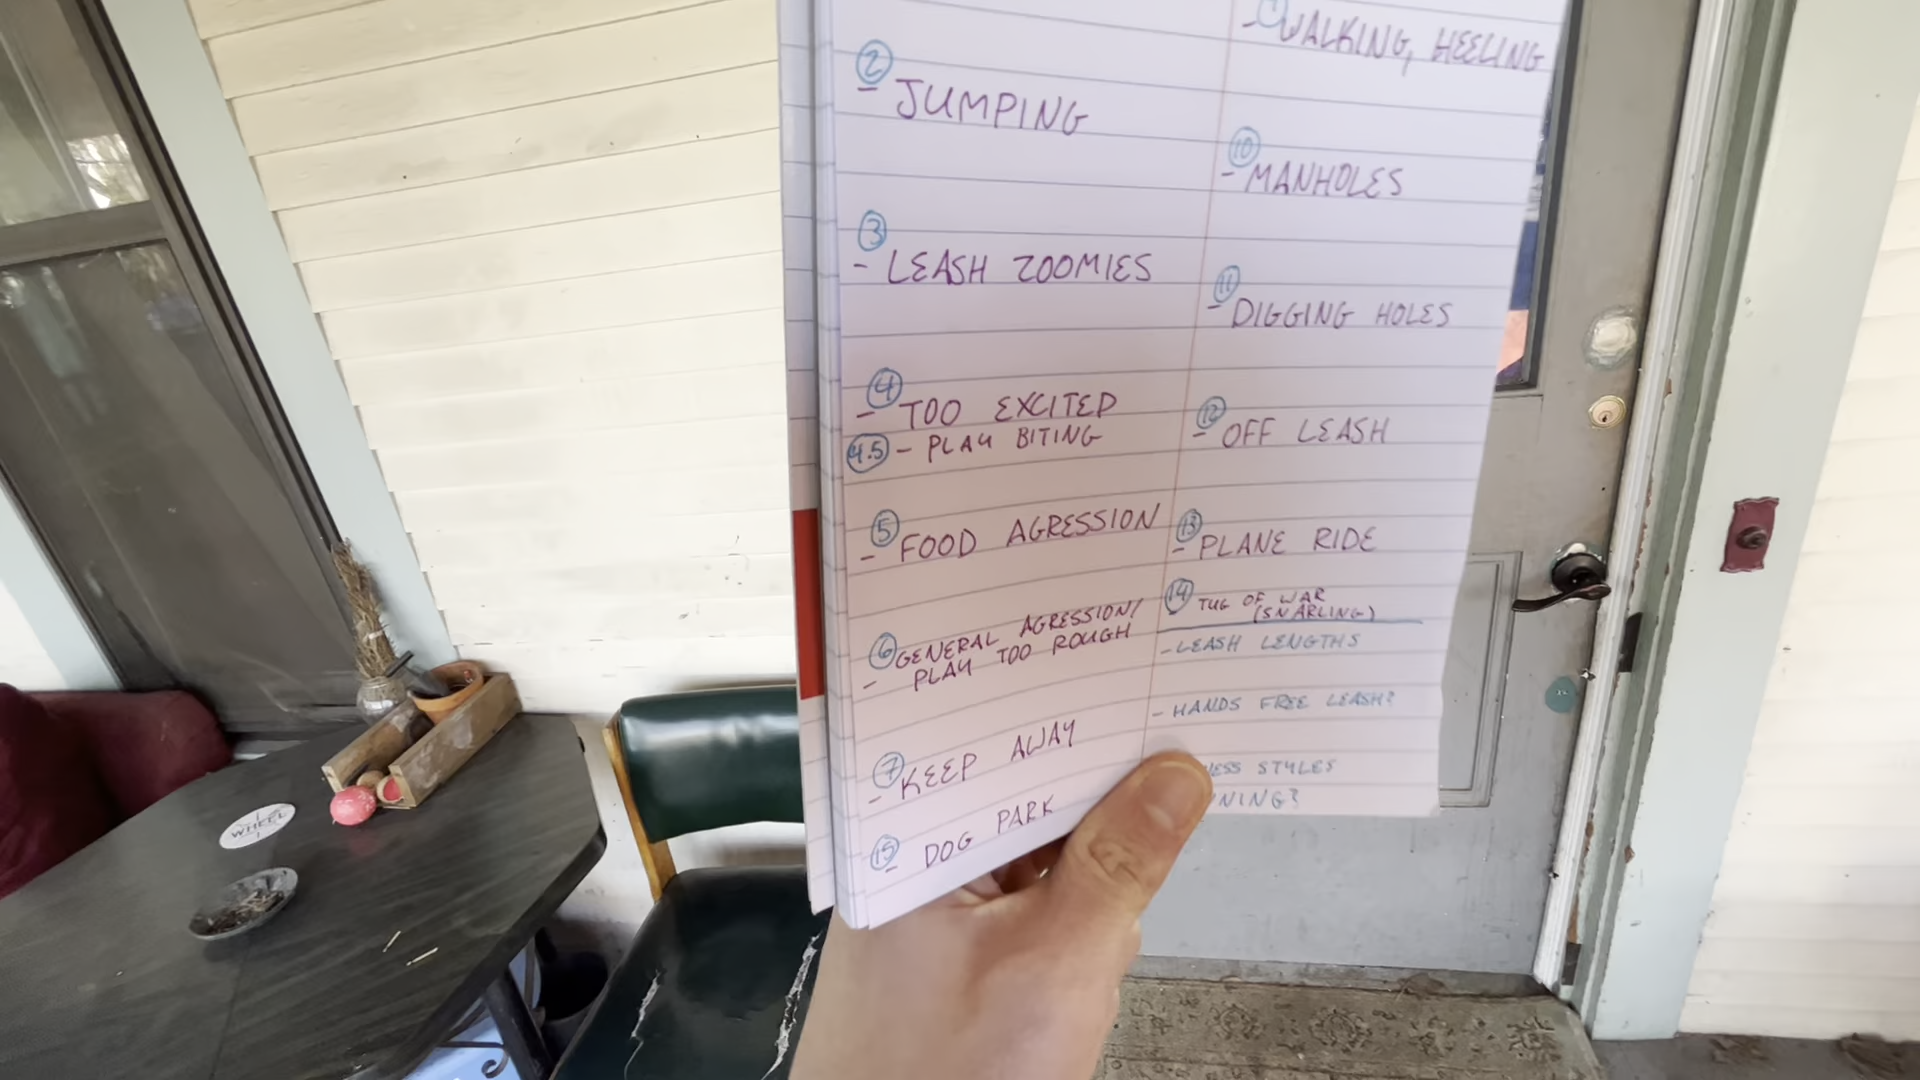 ② - JUMPING
③ - LEASH ZOOMIES
④ - TOO EXCITED
4.5 - PLAY BITING
⑤ - FOOD AGRESSION
⑥ - GENERAL AGRESSION/
PLAY TOO ROUGH
⑦ - KEEP AWAY
⑮ - DOG PARK
- WALKING, HEELING
⑩ - MANHOLES
⑪ - DIGGING HOLES
⑫ - OFF LEASH
⑬ - PLANE RIDE
⑭ TUG OF WAR
(SNARLING)
- LEASH LENGTHS
- HANDS FREE LEASH?
STYLES
WHEEL